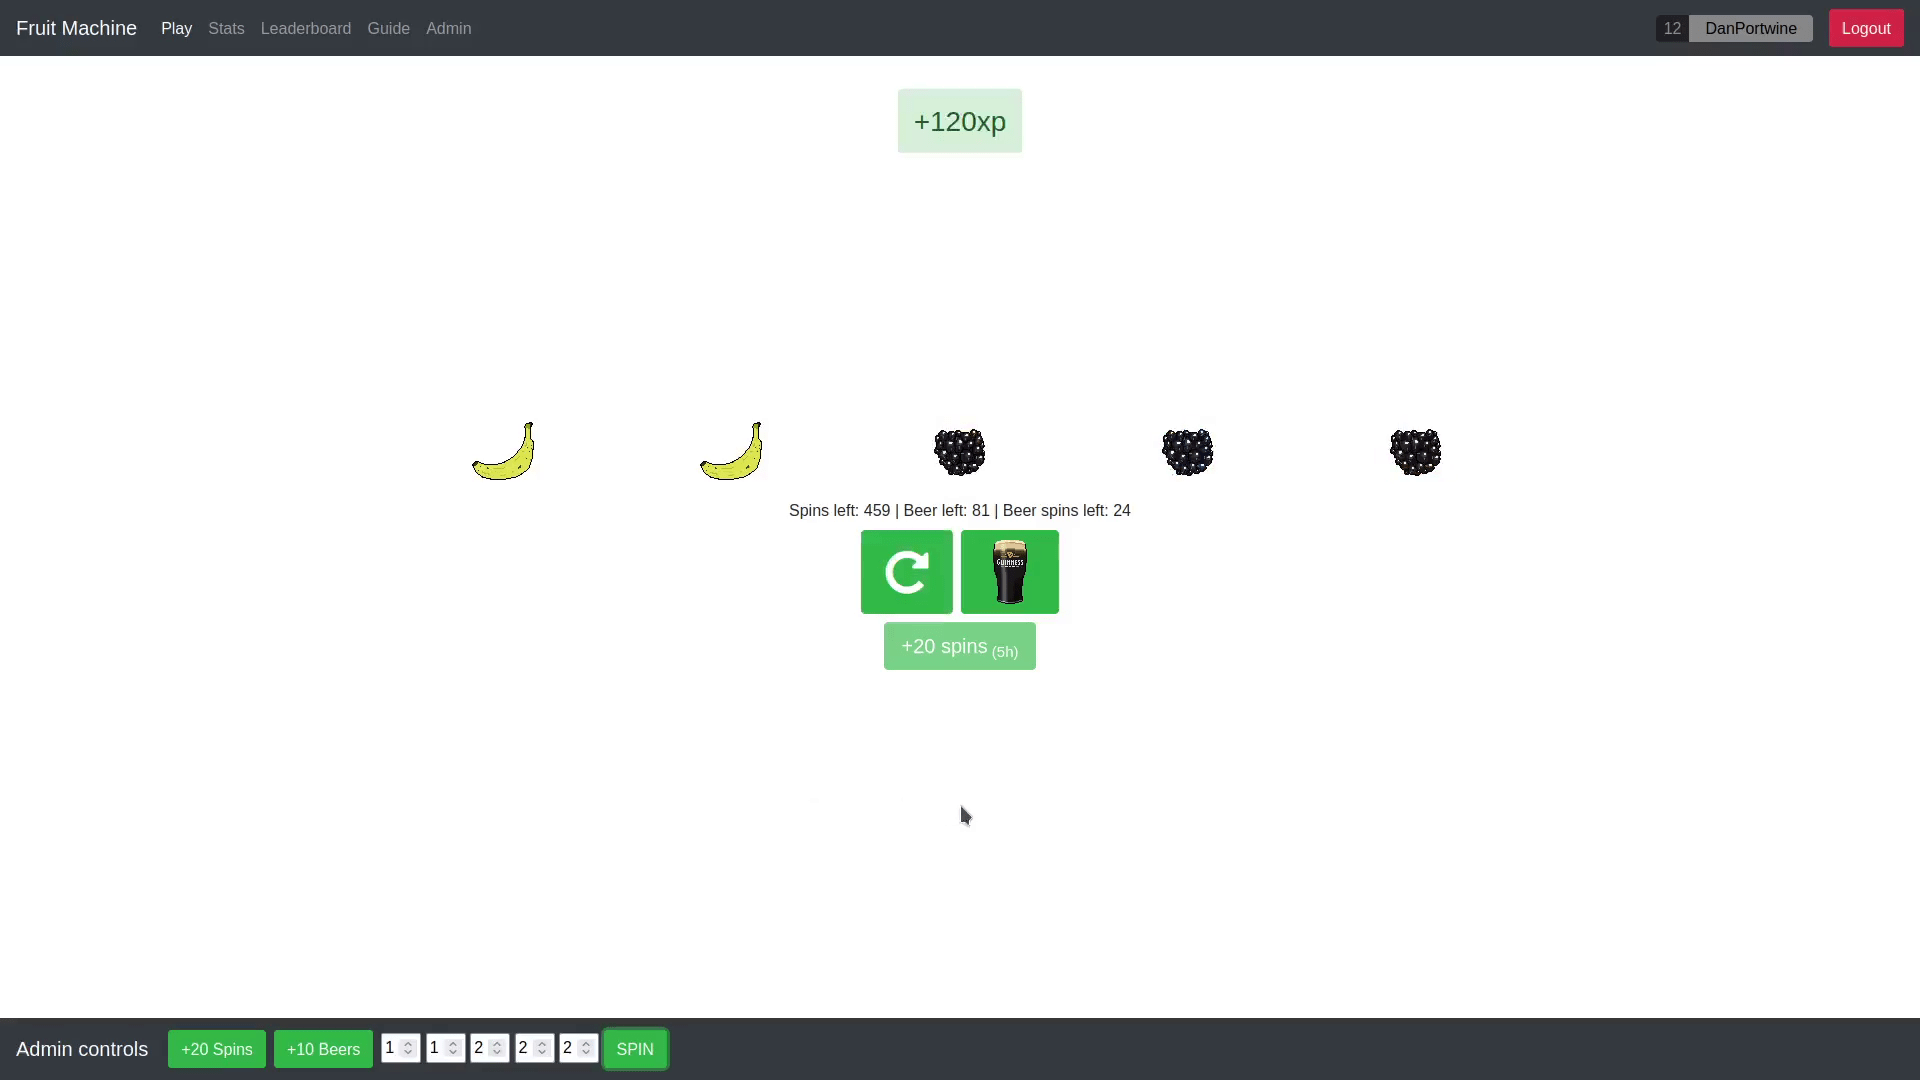 Fruit Machine Play Stats Leaderboard Guide Admin 12 DanPortwine Logout
+120xp
Spins left: 459 | Beer left: 81 | Beer spins left: 24
GUINNESS
+20 spins (5h)
Admin controls +20 Spins +10 Beers 1 1 2 2 2 SPIN